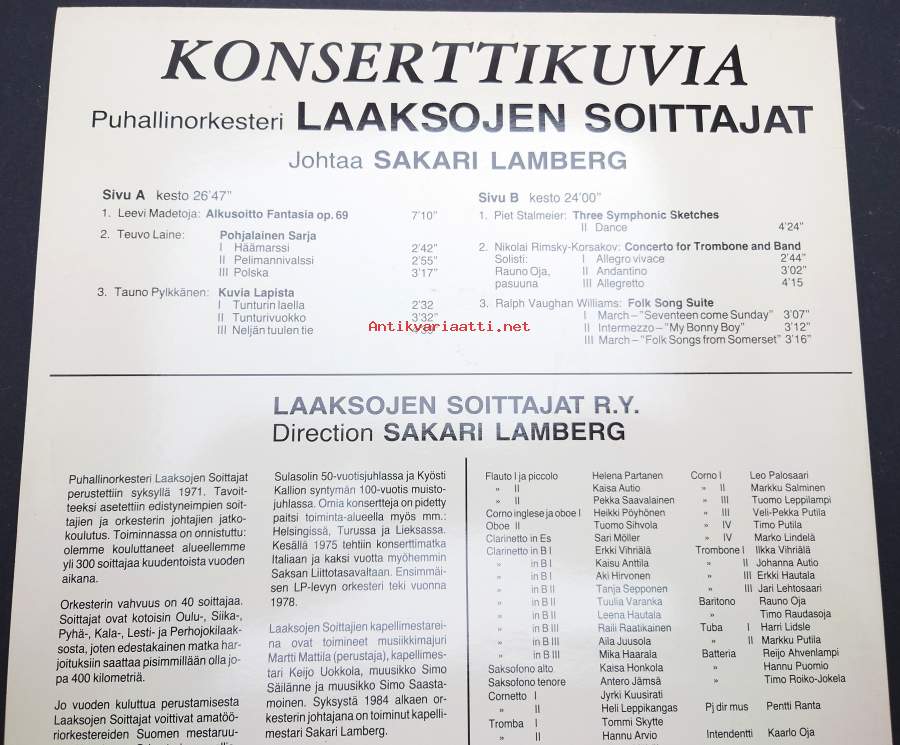 KONSERTTIKUVIA
Puhallinorkesteri LAAKSOJEN SOITTAJAT
Johtaa SAKARI LAMBERG
Sivu A kesto 26'47"
1. Leevi Madetoja: Alkusoitto Fantasia op. 69 7'10"
2. Teuvo Laine: Pohjalainen Sarja
I Häämarssi 2'42"
II Pelimannivalssi 2'55"
III Polska 3'17"
3. Tauno Pylkkänen: Kuvia Lapista
I Tunturin laella 2'32
II Tunturivuokko 3'32"
III Neljän tuulen tie
Sivu B kesto 24'00"
1. Piet Stalmeier: Three Symphonic Sketches
II Dance 4'24"
2. Nikolai Rimsky-Korsakov: Concerto for Trombone and Band
Solisti: I Allegro vivace 2'44"
Rauno Oja, II Andantino 3'02"
pasuuna III Allegretto 4'15
3. Ralph Vaughan Williams: Folk Song Suite
I March – "Seventeen come Sunday" 3'07"
II Intermezzo – "My Bonny Boy" 3'12"
III March – "Folk Songs from Somerset" 3'16"
Antikvariaatti.net
LAAKSOJEN SOITTAJAT R.Y.
Direction SAKARI LAMBERG
Puhallinorkesteri Laaksojen Soittajat
perustettiin syksyllä 1971. Tavoit-
teeksi asetettiin edistyneimpien soit-
tajien ja orkesterin johtajien jatko-
koulutus. Toiminnassa on onnistuttu:
olemme kouluttaneet alueellemme
yli 300 soittajaa kuudentoista vuoden
aikana.
Orkesterin vahvuus on 40 soittajaa.
Soittajat ovat kotoisin Oulu-, Siika-,
Pyhä-, Kala-, Lesti- ja Perhojokilaak-
sosta, joten edestakainen matka har-
joituksiin saattaa pisimmillään olla jo-
pa 400 kilometriä.
Jo vuoden kuluttua perustamisesta
Laaksojen Soittajat voittivat amatöö-
riorkestereiden Suomen mestaruu-
Sulasolin 50-vuotisjuhlassa ja Kyösti
Kallion syntymän 100-vuotis muisto-
juhlassa. Omia konsertteja on pidetty
paitsi toiminta-alueella myös mm.:
Helsingissä, Turussa ja Lieksassa.
Kesällä 1975 tehtiin konserttimatka
Italiaan ja kaksi vuotta myöhemmin
Saksan Liittotasavaltaan. Ensimmäi-
sen LP-levyn orkesteri teki vuonna
1978.
Laaksojen Soittajien kapellimestarei-
na ovat toimineet musiikkimajuri
Martti Mattila (perustaja), kapellimes-
tari Keijo Uokkola, muusikko Simo
Säilänne ja muusikko Simo Saasta-
moinen. Syksystä 1984 alkaen or-
kesterin johtajana on toiminut kapelli-
mestari Sakari Lamberg.
Flauto I ja piccolo Helena Partanen
" II Kaisa Autio
" II Pekka Saavalainen
Corno inglese ja oboe I Heikki Pöyhönen
Oboe II Tuomo Sihvola
Clarinetto in Es Sari Möller
Clarinetto in B I Erkki Vihriälä
" in B I Kaisu Anttila
" in B I Aki Hirvonen
" in B II Tanja Sepponen
" in B II Tuulia Varanka
" in B II Leena Hautala
" in B III Raili Raatikainen
" in B III Aila Juusola
" in B III Mika Haarala
Saksofono alto Kaisa Honkola
Saksofono tenore Antero Jämsä
Cornetto I Jyrki Kuusirati
" II Heli Leppikangas
Tromba I Tommi Skytte
" II Hannu Arvio
Corno I Leo Palosaari
" II Markku Salminen
" III Tuomo Leppilampi
" III Veli-Pekka Putila
" IV Timo Putila
" IV Marko Lindelä
Trombone I Ilkka Vihriälä
" II Johanna Autio
" III Erkki Hautala
" III Jari Lehtosaari
Baritono Rauno Oja
" Timo Raudasoja
Tuba I Harri Lidsle
" II Markku Putila
Batteria Reijo Ahvenlampi
" Hannu Puomio
" Timo Roiko-Jokela
Pj dir mus Pentti Ranta
Intendentti Kaarlo Oja